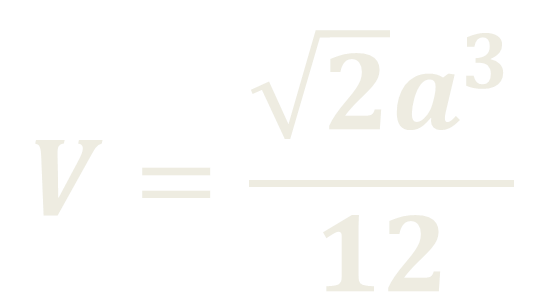 V = √2a³/12